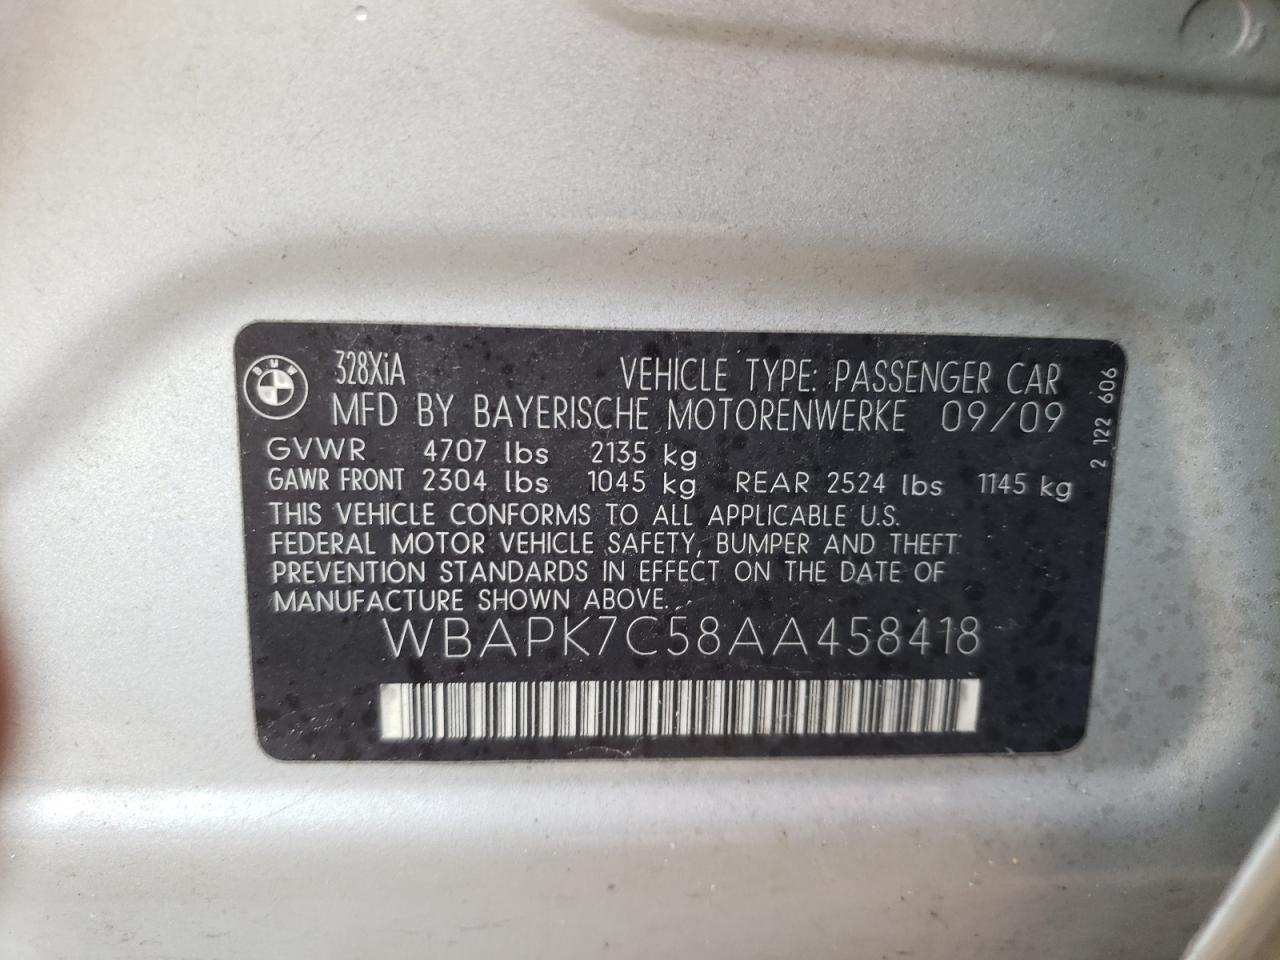 BMW
328XiA VEHICLE TYPE: PASSENGER CAR
MFD BY BAYERISCHE MOTORENWERKE 09/09
GVWR 4707 lbs 2135 kg
GAWR FRONT 2304 lbs 1045 kg REAR 2524 lbs 1145 kg
THIS VEHICLE CONFORMS TO ALL APPLICABLE U.S.
FEDERAL MOTOR VEHICLE SAFETY, BUMPER AND THEFT
PREVENTION STANDARDS IN EFFECT ON THE DATE OF
MANUFACTURE SHOWN ABOVE.
WBAPK7C58AA458418
2 122 606